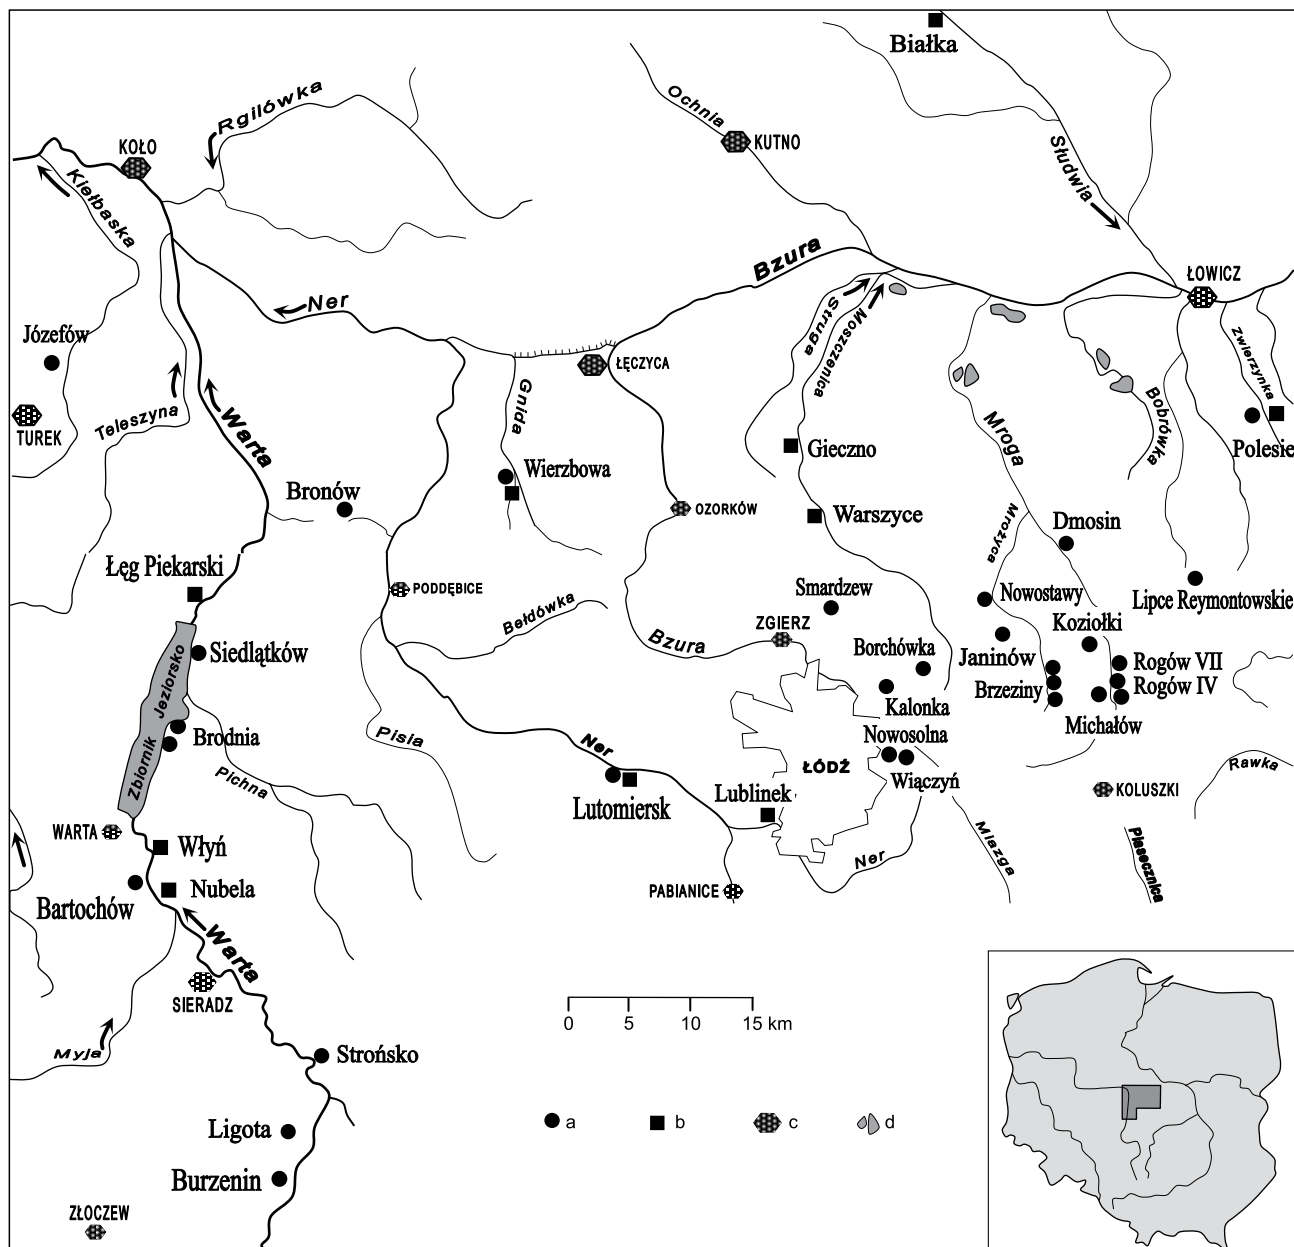 Białka
Rgilówka
Ochnia
KOŁO
KUTNO
Kiełbaska
Słudwia
Bzura
ŁOWICZ
Ner
Struga
Moszczenica
Józefów
Zwierzynka
ŁĘCZYCA
Gnida
Teleszyna
TUREK
Warta
Mroga
Bobrówka
Polesie
Gieczno
Wierzbowa
Bronów
OZORKÓW
Warszyce
Mrożyca
Dmosin
Łęg Piekarski
PODDĘBICE
Smardzew
Nowostawy
Lipce Reymontowskie
Bełdówka
ZGIERZ
Bzura
Koziołki
Siedlątków
Borchówka
Janinów
Rogów VII
Brzeziny
Rogów IV
Zbiornik Jeziorsko
Kalonka
Michałów
Brodnia
Pisia
Ner
Nowosolna
Pichna
ŁÓDŹ
Wiączyń
Rawka
Lutomiersk
Lublinek
KOLUSZKI
WARTA
Włyń
Ner
Miazga
Piasecznica
Nubela
PABIANICE
Bartochów
Warta
SIERADZ
0 5 10 15 km
Myja
Strońsko
a b c d
Ligota
Burzenin
ZŁOCZEW